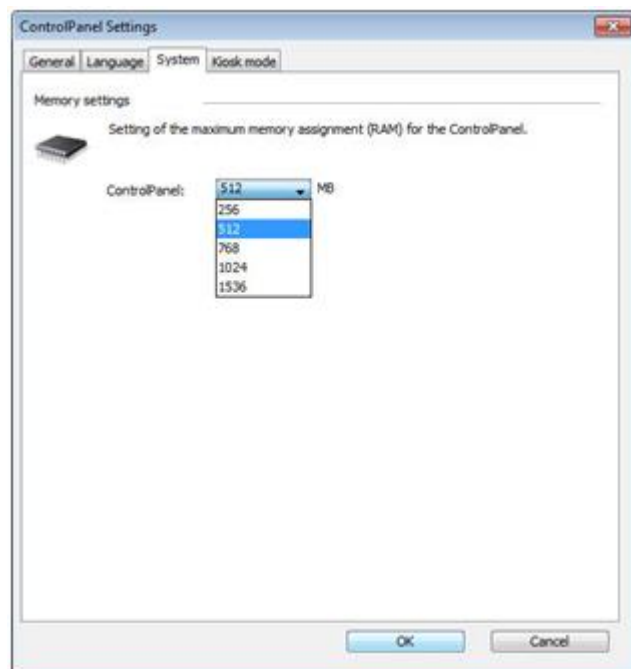 ControlPanel Settings
General Language System Kiosk mode
Memory settings
Setting of the maximum memory assignment (RAM) for the ControlPanel.
ControlPanel: 512 MB
256
512
768
1024
1536
OK Cancel